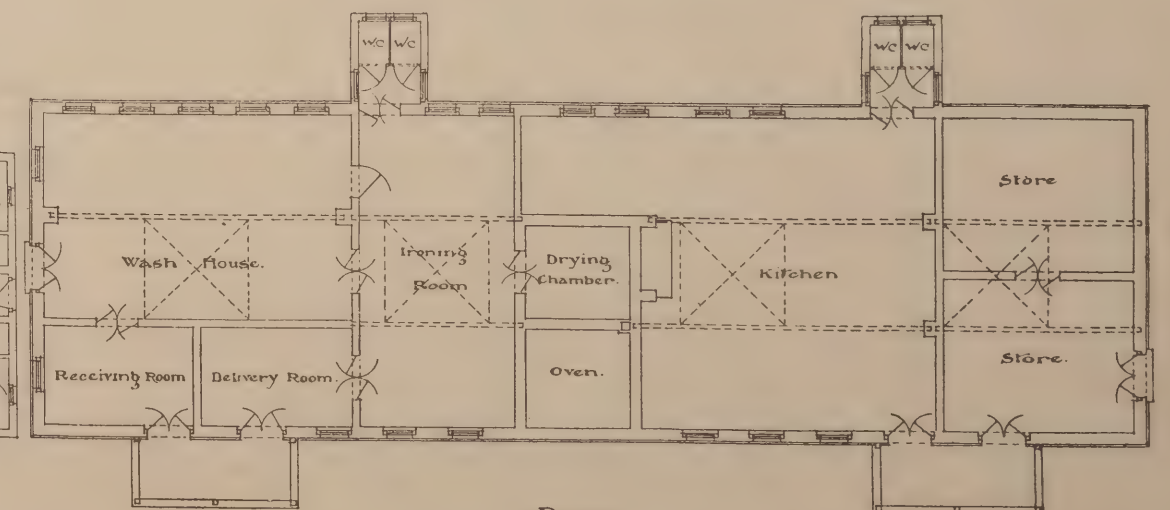 WC WC
WC WC
Store
Wash House.
Ironing
Room
Drying
Chamber.
Kitchen
Receiving Room
Delivery Room.
Oven.
Store.